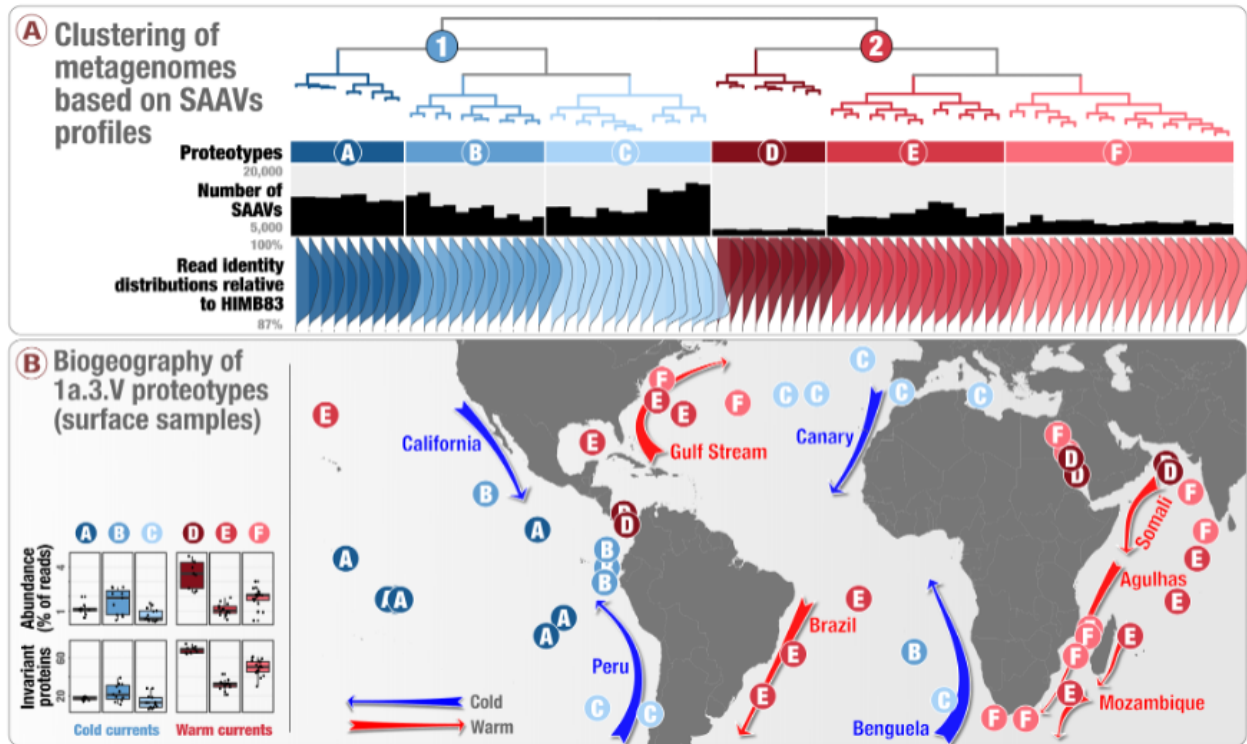 A Clustering of
metagenomes
based on SAAVs
profiles
1 2
Proteotypes A B C D E F
20,000
Number of
SAAVs
5,000
100%
Read identity
distributions relative
to HIMB83
87%
B Biogeography of
1a.3.V proteotypes
(surface samples)
A B C D E F
Abundance
(% of reads)
4
1
Invariant
proteins
60
20
Cold currents Warm currents
California
Gulf Stream
Canary
Somali
Agulhas
Brazil
Peru
Benguela
Mozambique
Cold
Warm
E
B
A
A
A
A
A
B
B
C
C
E
D
F
E
E
F
C
C
C
C
C
E
E
E
B
C
F
D
D
D
F
F
E
E
F
F
E
E
F
F